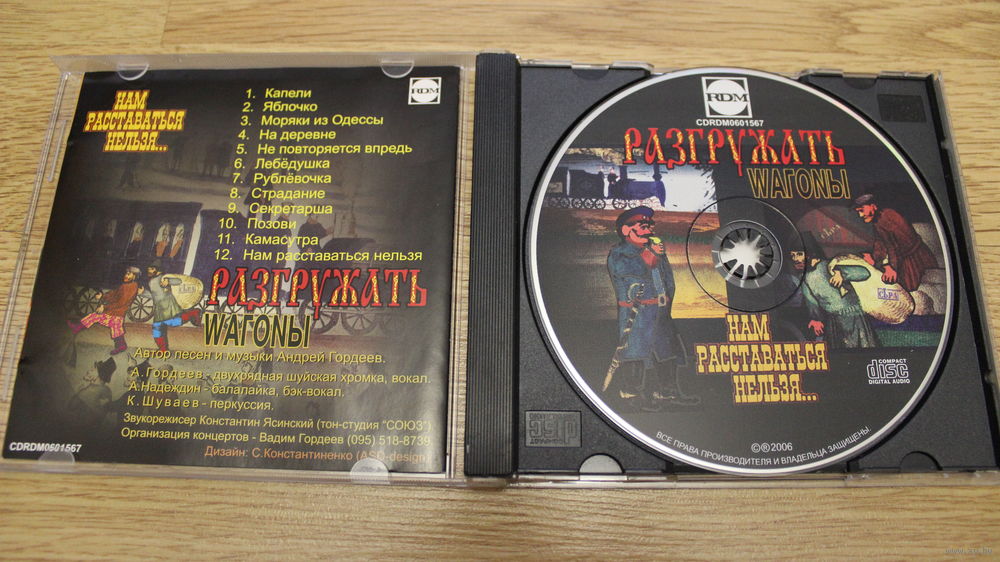 НАМ
РАССТАВАТЬСЯ
НЕЛЬЗЯ...
RDM
1. Капели
2. Яблочко
3. Моряки из Одессы
4. На деревне
5. Не повторяется впредь
6. Лебёдушка
7. Рублёвочка
8. Страдание
9. Секретарша
10. Позови
11. Камасутра
12. Нам расставаться нельзя
РАЗГРУЖАТЬ
WАГОNЫ
Автор песен и музыки Андрей Гордеев.
А.Гордеев - двухрядная шуйская хромка, вокал.
А.Надеждин - балалайка, бэк-вокал.
К.Шуваев - перкуссия.
Звукорежисер Константин Ясинский (тон-студия "СОЮЗ")
Организация концертов - Вадим Гордеев (095) 518-8739
Дизайн: С.Константиненко (ASD-design)
CDRDM0601567
RDM
CDRDM0601567
РАЗГРУЖАТЬ
WАГОNЫ
НАМ
РАССТАВАТЬСЯ
НЕЛЬЗЯ...
COMPACT
disc
DIGITAL AUDIO
©®2006
ВСЕ ПРАВА ПРОИЗВОДИТЕЛЯ И ВЛАДЕЛЬЦА ЗАЩИЩЕНЫ.